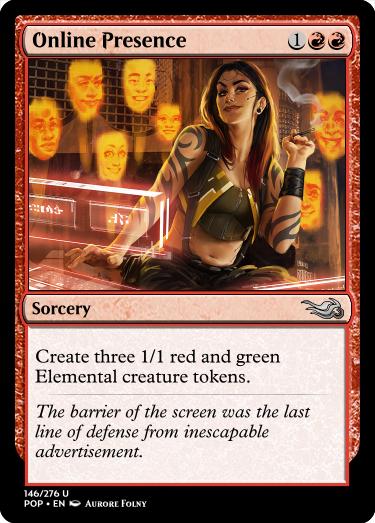 Online Presence 1
Sorcery
Create three 1/1 red and green
Elemental creature tokens.
The barrier of the screen was the last
line of defense from inescapable
advertisement.
146/276 U
POP • EN Aurore Folny